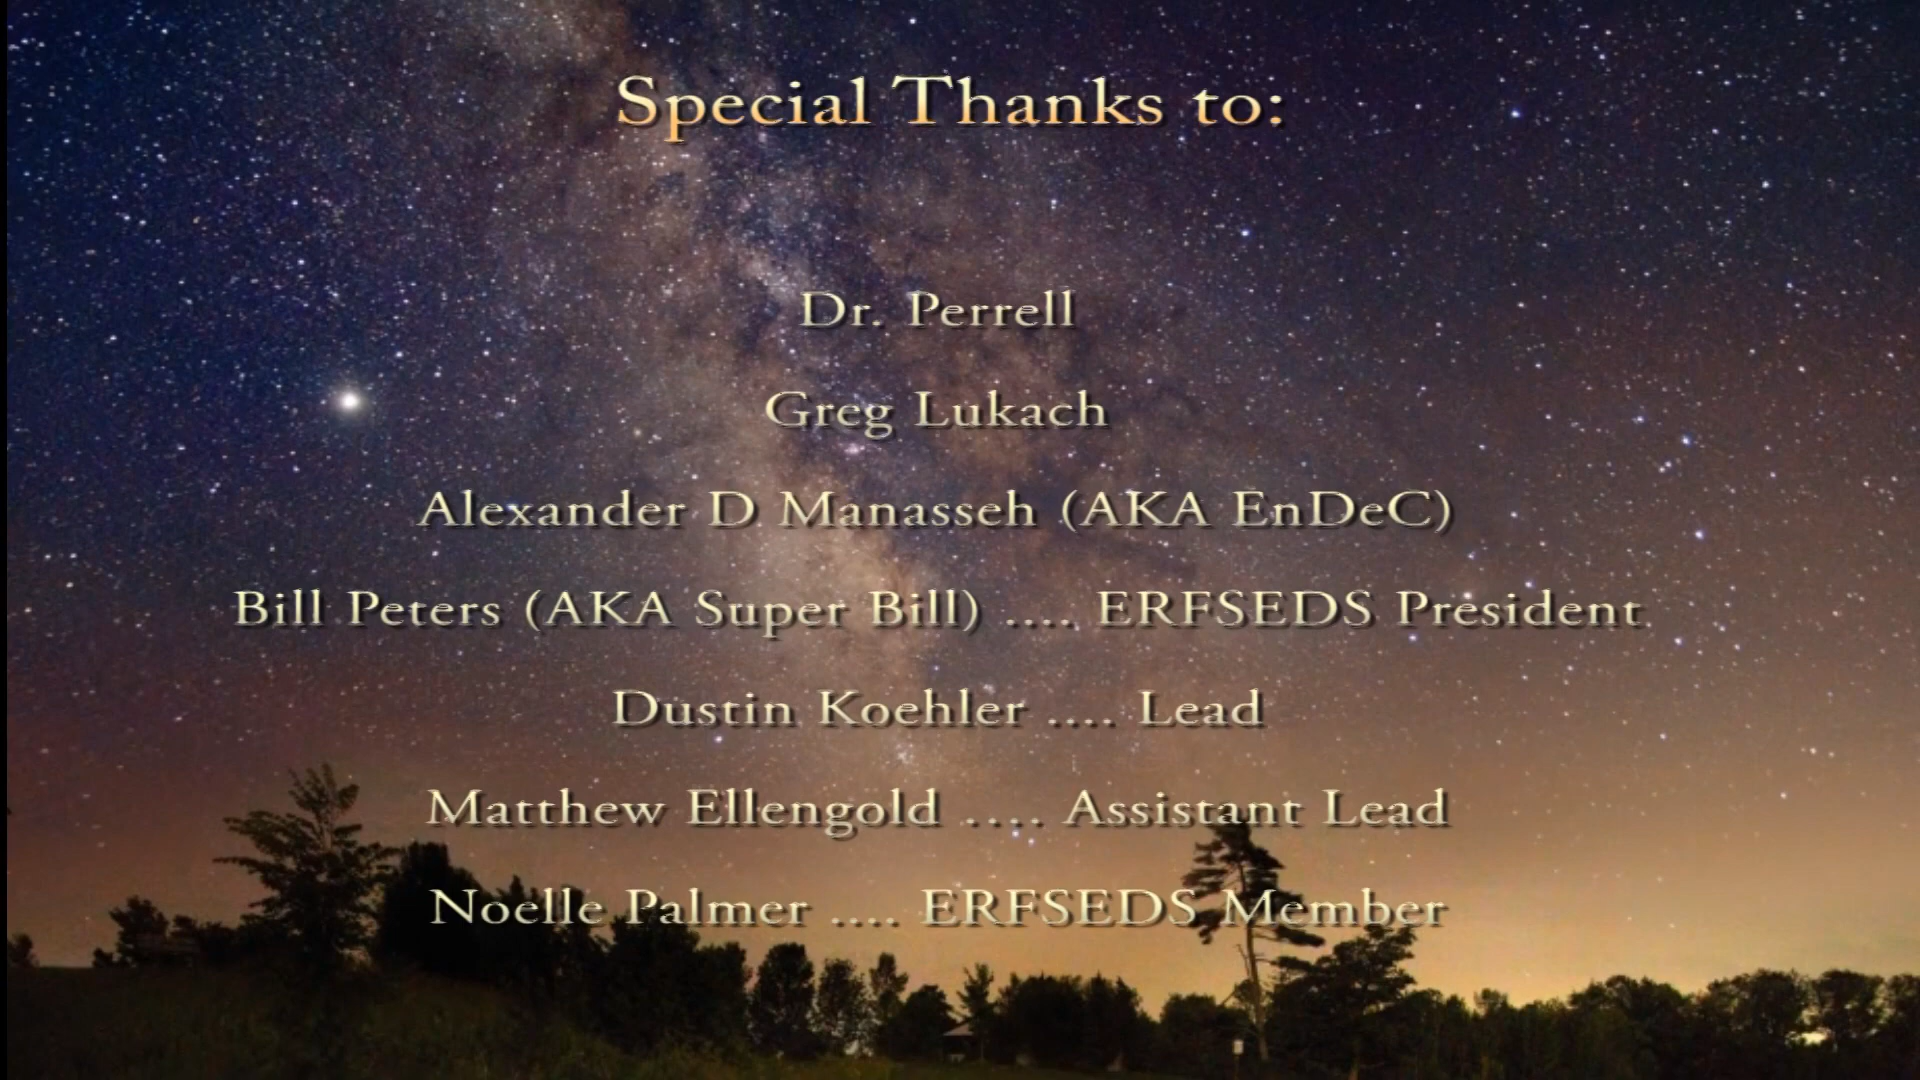 Special Thanks to:
Dr. Perrell
Greg Lukach
Alexander D Manasseh (AKA EnDeC)
Bill Peters (AKA Super Bill) .... ERFSEDS President
Dustin Koehler .... Lead
Matthew Ellengold .... Assistant Lead
Noelle Palmer .... ERFSEDS Member